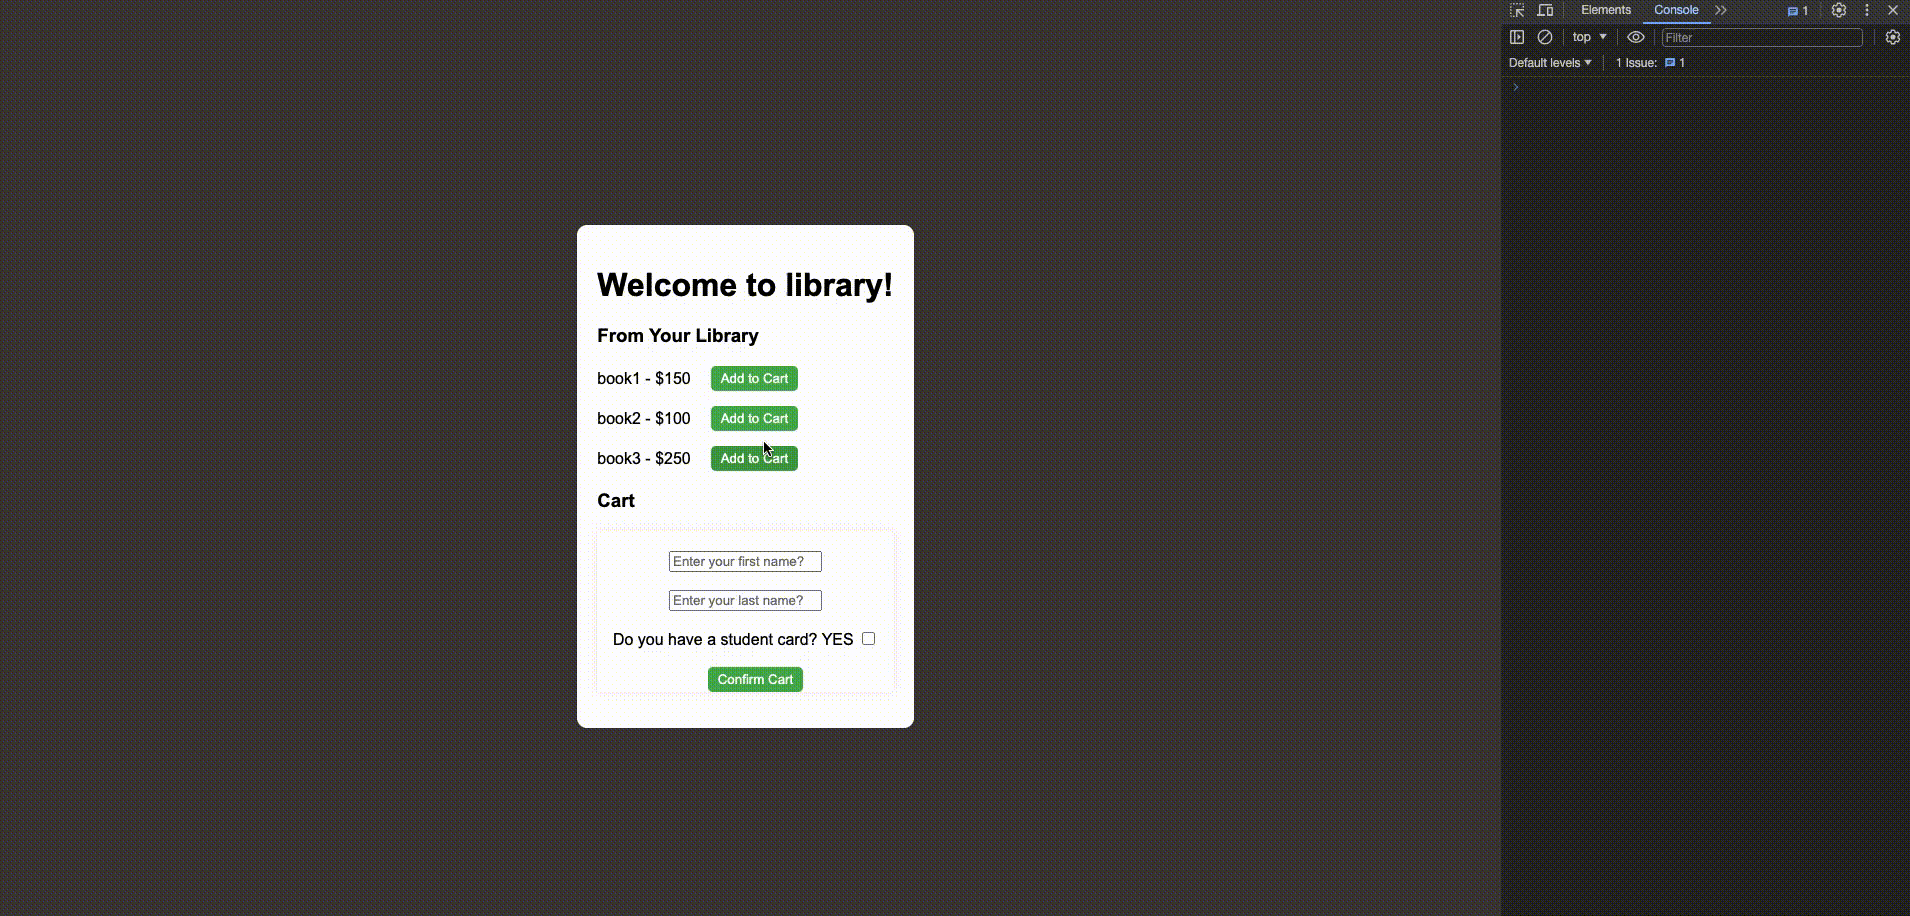 Elements Console 1
top Filter
Default levels 1 Issue: 1
Welcome to library!
From Your Library
book1 - $150 Add to Cart
book2 - $100 Add to Cart
book3 - $250 Add to Cart
Cart
Enter your first name?
Enter your last name?
Do you have a student card? YES
Confirm Cart